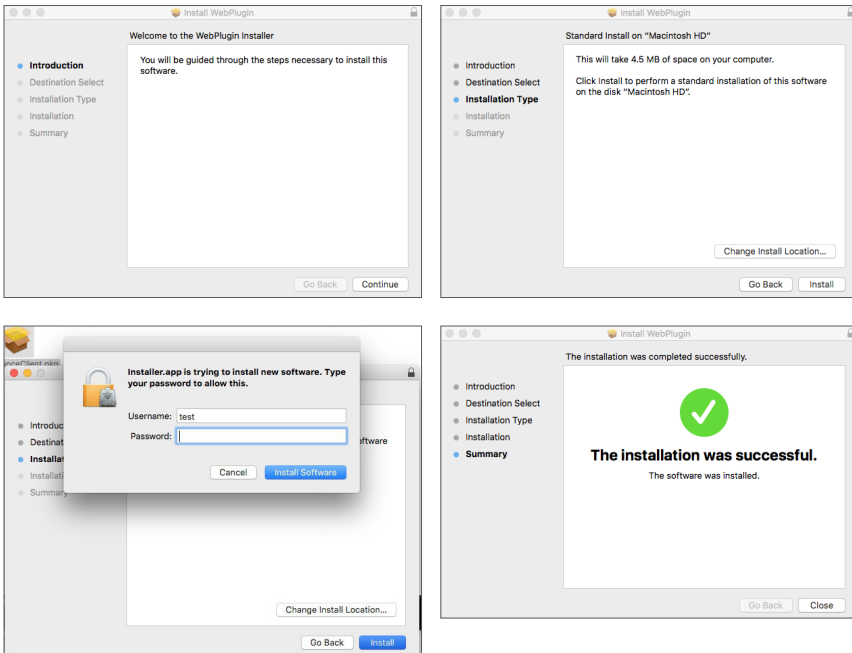 Install WebPlugin
Welcome to the WebPlugin Installer
Introduction
Destination Select
Installation Type
Installation
Summary
You will be guided through the steps necessary to install this
software.
Go Back
Continue
Install WebPlugin
Standard Install on “Macintosh HD”
Introduction
Destination Select
Installation Type
Installation
Summary
This will take 4.5 MB of space on your computer.
Click Install to perform a standard installation of this software
on the disk “Macintosh HD”.
Change Install Location...
Go Back
Install
Installer.app is trying to install new software. Type
your password to allow this.
Username: test
Password:
Cancel
Install Software
Introduc
Destinat
Installat
Installati
Summary
oftware
Change Install Location...
Go Back
Install
Install WebPlugin
The installation was completed successfully.
Introduction
Destination Select
Installation Type
Installation
Summary
The installation was successful.
The software was installed.
Go Back
Close